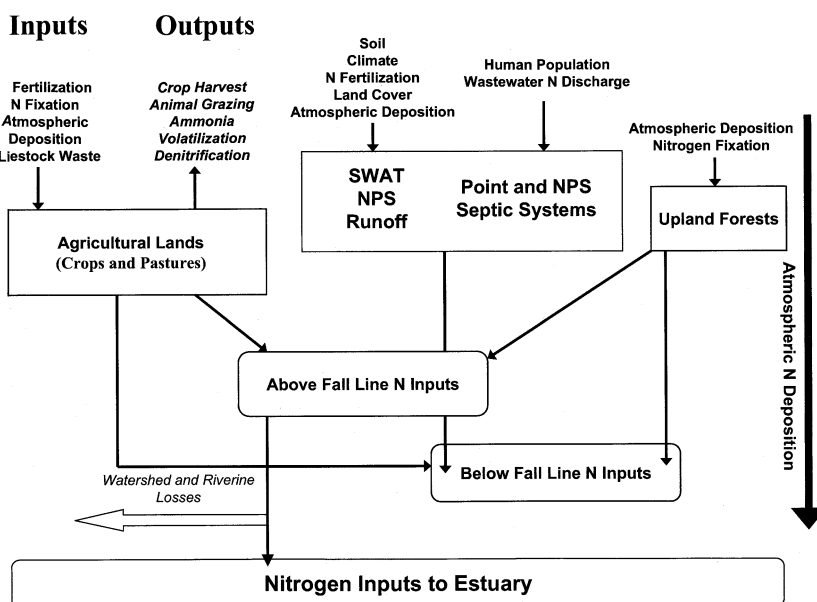 Inputs
Outputs
Fertilization
N Fixation
Atmospheric
Deposition
Liestock Waste
Crop Harvest
Animal Grazing
Ammonia
Volatilization
Denitrification
Soil
Climate
N Fertilization
Land Cover
Atmospheric Deposition
Human Population
Wastewater N Discharge
Atmospheric Deposition
Nitrogen Fixation
SWAT
NPS
Runoff
Point and NPS
Septic Systems
Upland Forests
Agricultural Lands
(Crops and Pastures)
Atmospheric N Deposition
Above Fall Line N Inputs
Below Fall Line N Inputs
Watershed and Riverine
Losses
Nitrogen Inputs to Estuary